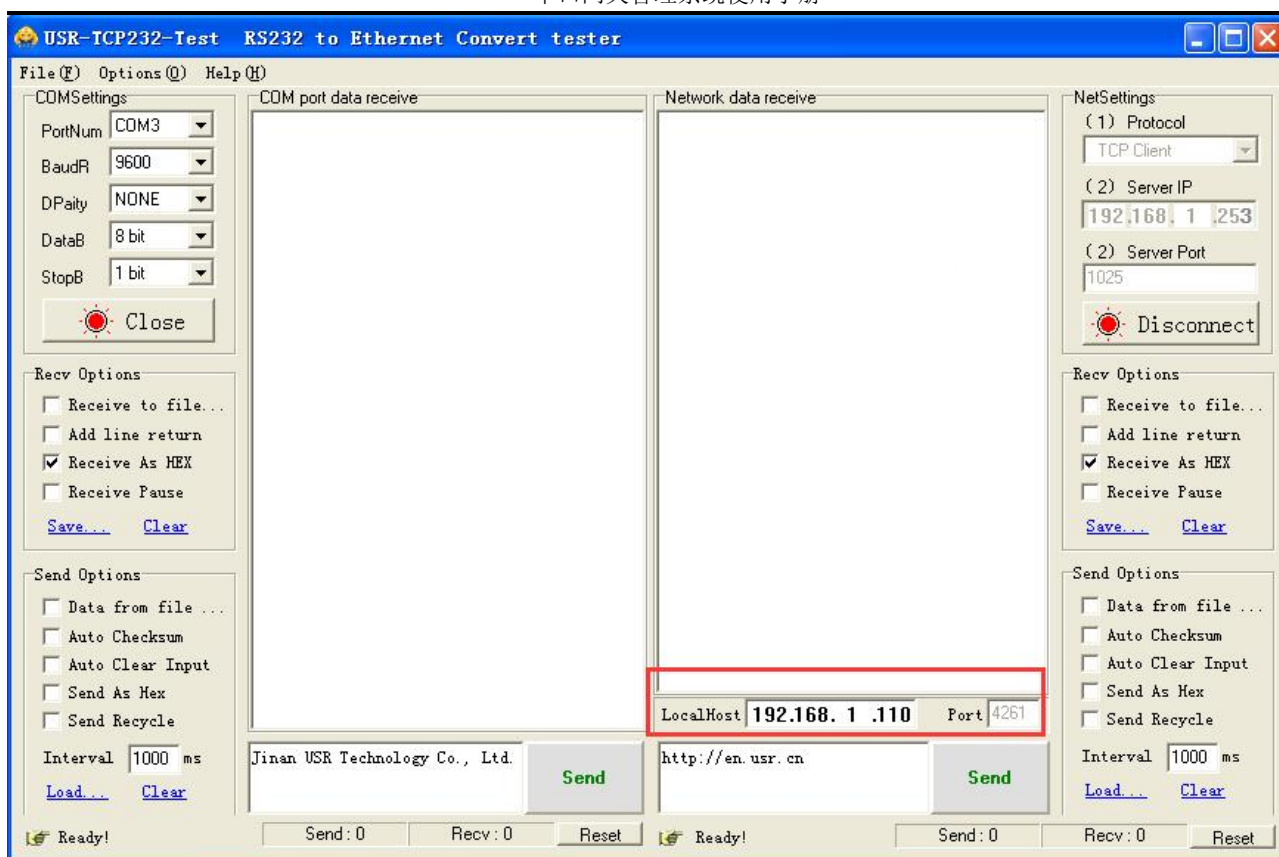 USR-TCP232-Test RS232 to Ethernet Convert tester
File(F) Options(O) Help(H)
COMSettings
PortNum COM3
BaudR 9600
DPaity NONE
DataB 8 bit
StopB 1 bit
Close
Recv Options
Receive to file...
Add line return
Receive As HEX
Receive Pause
Save... Clear
Send Options
Data from file ...
Auto Checksum
Auto Clear Input
Send As Hex
Send Recycle
Interval 1000 ms
Load... Clear
Ready!
COM port data receive
Jinan USR Technology Co., Ltd.
Send
Send : 0 Recv : 0 Reset
Network data receive
LocalHost 192.168. 1 .110 Port 4261
http://en.usr.cn
Send
Ready!
Send : 0 Recv : 0 Reset
NetSettings
(1) Protocol
TCP Client
(2) Server IP
192.168. 1 .253
(2) Server Port
1025
Disconnect
Recv Options
Receive to file...
Add line return
Receive As HEX
Receive Pause
Save... Clear
Send Options
Data from file ...
Auto Checksum
Auto Clear Input
Send As Hex
Send Recycle
Interval 1000 ms
Load... Clear